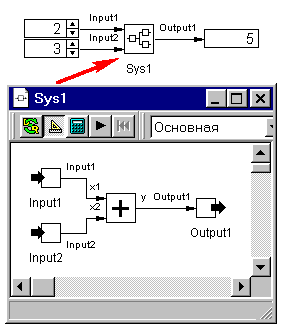 2
Input1
Output1
5
3
Input2
Sys1
Sys1
Основная
Input1
x1
x2
y
Output1
Input1
+
Input2
Output1
Input2